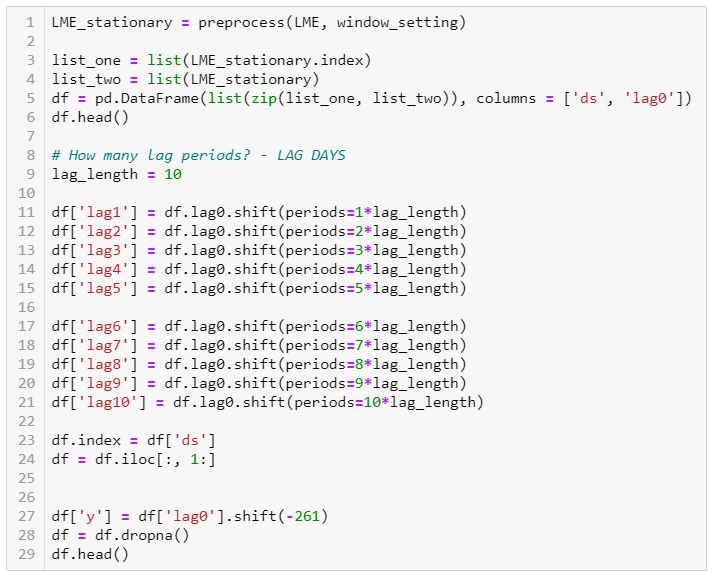 1 LME_stationary = preprocess(LME, window_setting)
2
3 list_one = list(LME_stationary.index)
4 list_two = list(LME_stationary)
5 df = pd.DataFrame(list(zip(list_one, list_two)), columns = ['ds', 'lag0'])
6 df.head()
7
8 # How many lag periods? - LAG DAYS
9 lag_length = 10
10
11 df['lag1'] = df.lag0.shift(periods=1*lag_length)
12 df['lag2'] = df.lag0.shift(periods=2*lag_length)
13 df['lag3'] = df.lag0.shift(periods=3*lag_length)
14 df['lag4'] = df.lag0.shift(periods=4*lag_length)
15 df['lag5'] = df.lag0.shift(periods=5*lag_length)
16
17 df['lag6'] = df.lag0.shift(periods=6*lag_length)
18 df['lag7'] = df.lag0.shift(periods=7*lag_length)
19 df['lag8'] = df.lag0.shift(periods=8*lag_length)
20 df['lag9'] = df.lag0.shift(periods=9*lag_length)
21 df['lag10'] = df.lag0.shift(periods=10*lag_length)
22
23 df.index = df['ds']
24 df = df.iloc[:, 1:]
25
26
27 df['y'] = df['lag0'].shift(-261)
28 df = df.dropna()
29 df.head()